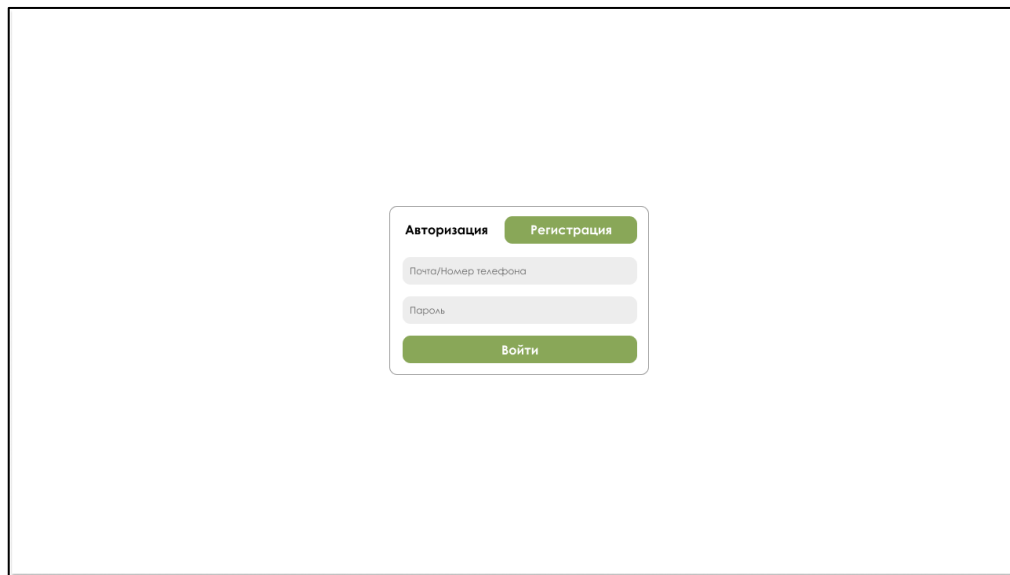 Авторизация Регистрация
Почта/Номер телефона
Пароль
Войти